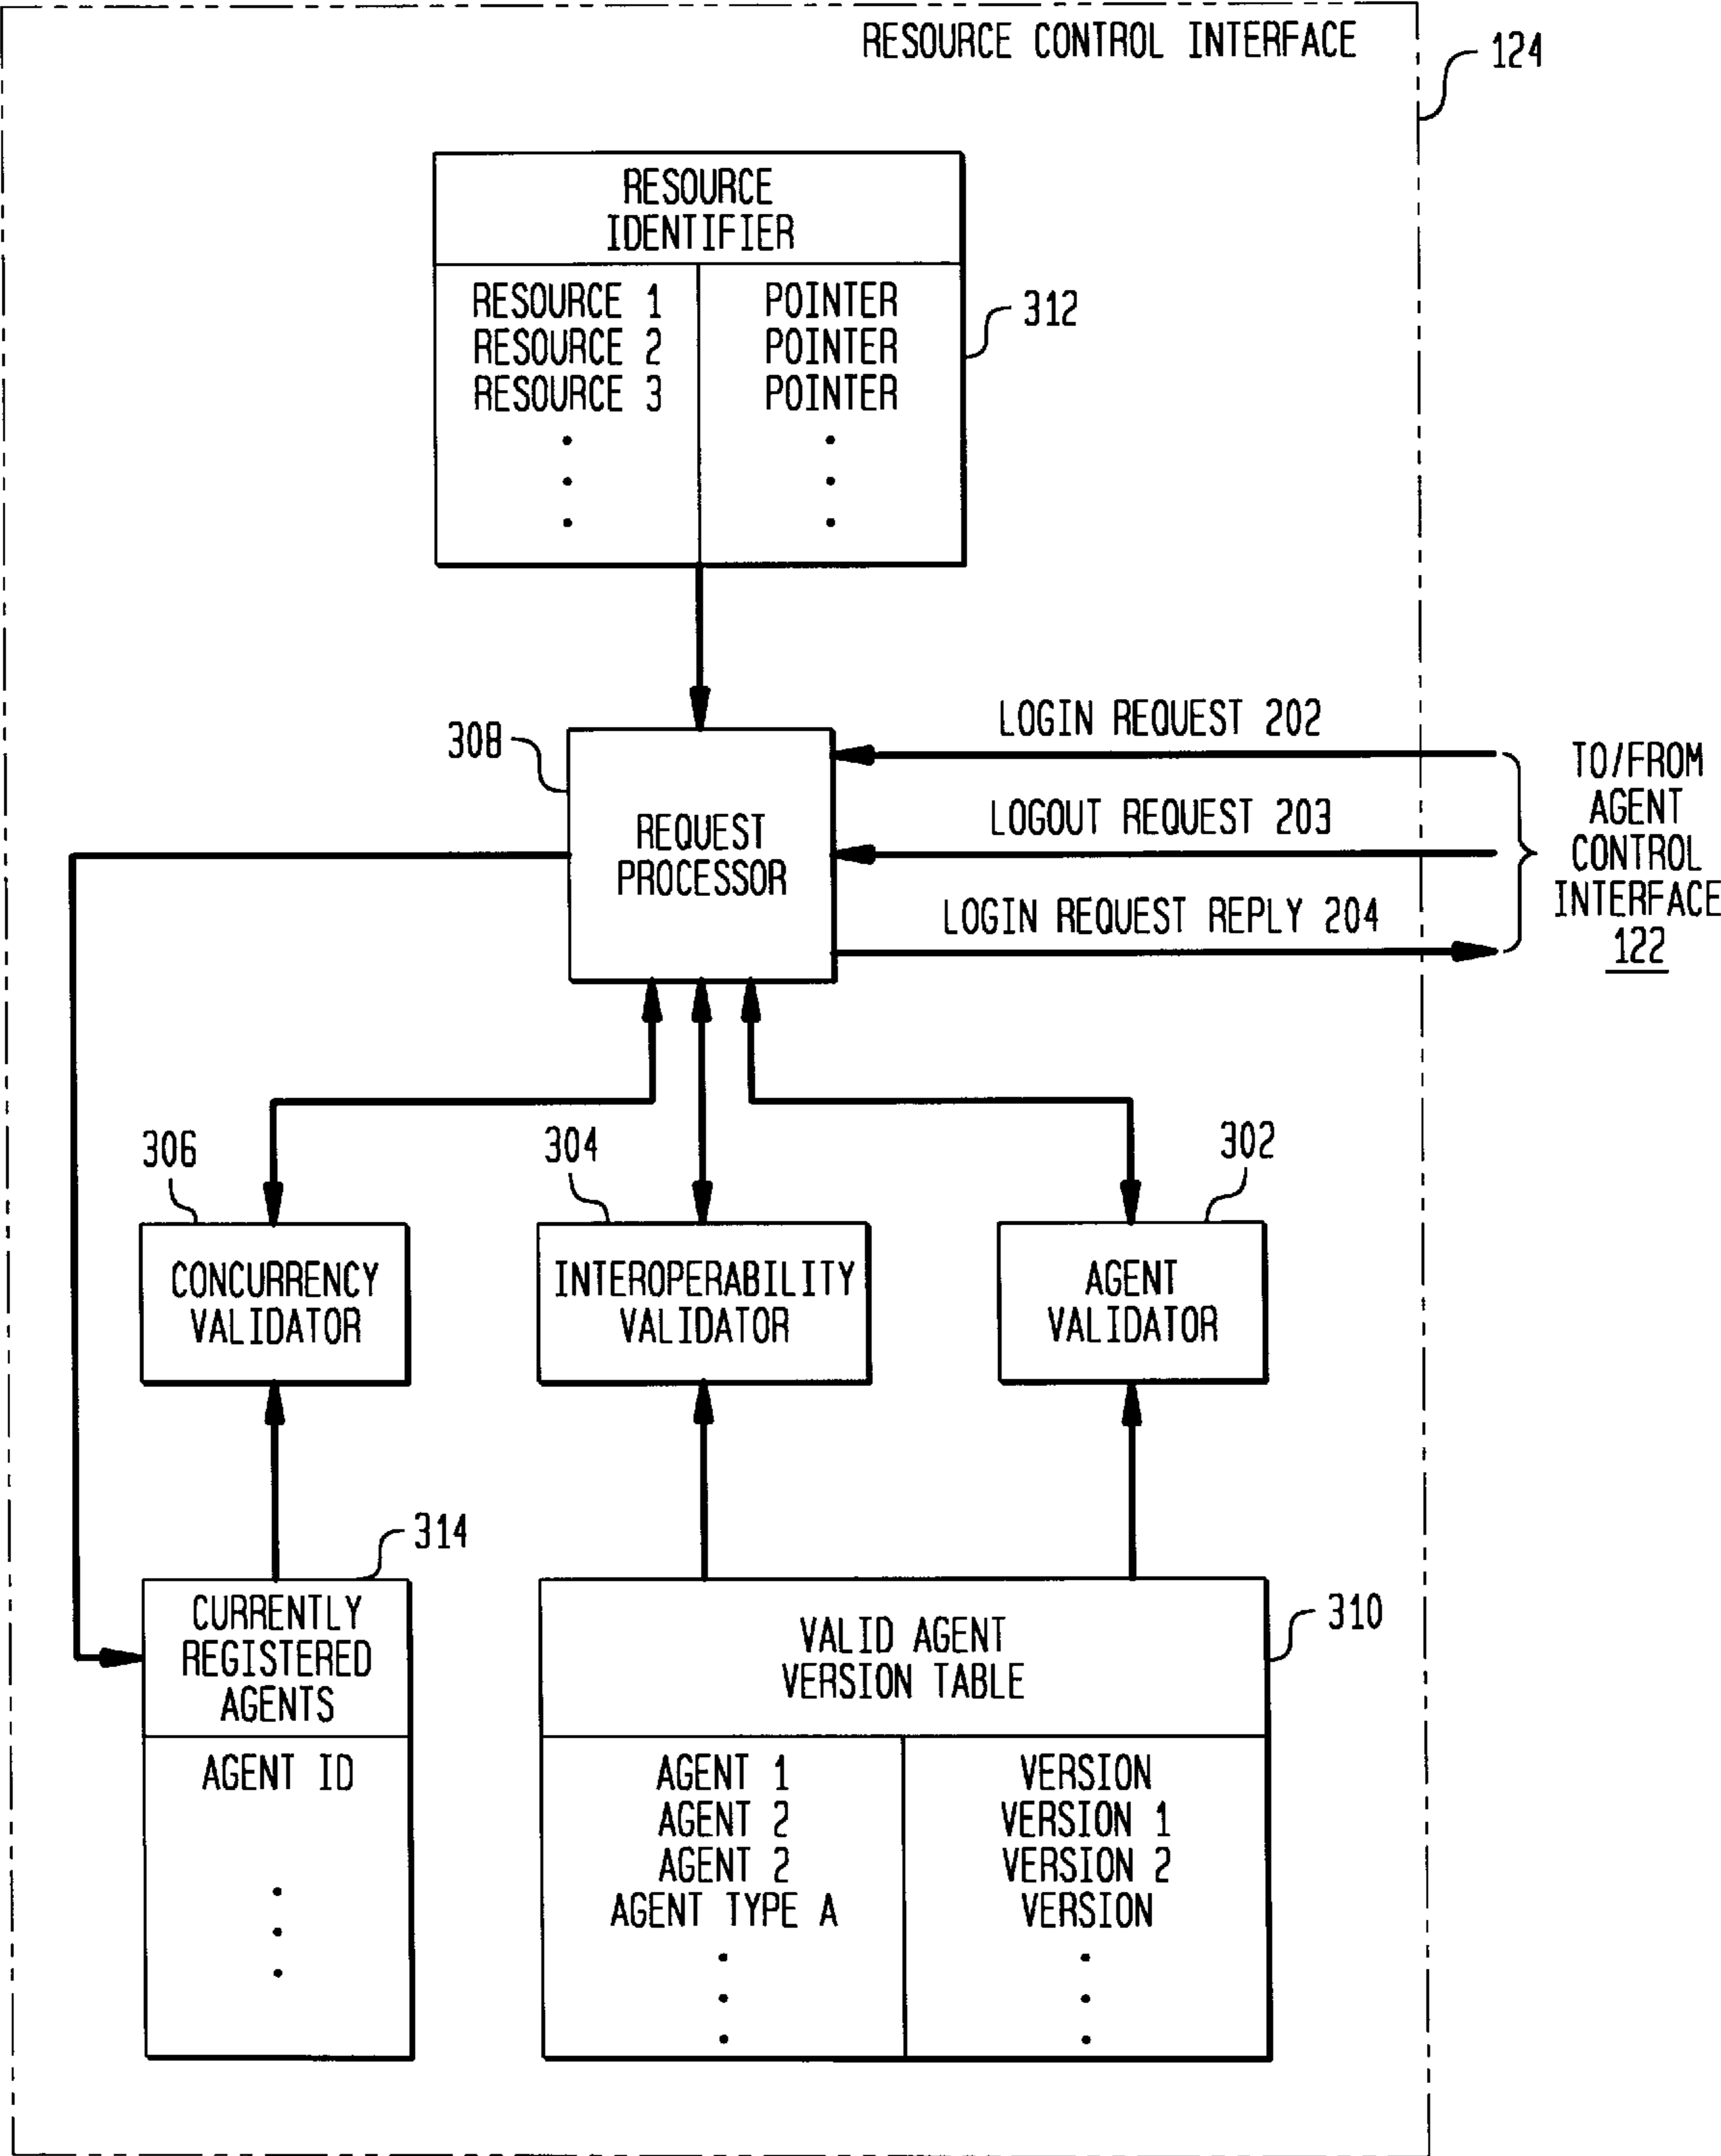 RESOURCE CONTROL INTERFACE
124
RESOURCE
IDENTIFIER
RESOURCE 1 POINTER
RESOURCE 2 POINTER
RESOURCE 3 POINTER
312
308
REQUEST
PROCESSOR
LOGIN REQUEST 202
LOGOUT REQUEST 203
LOGIN REQUEST REPLY 204
TO/FROM
AGENT
CONTROL
INTERFACE
122
306
304
302
CONCURRENCY
VALIDATOR
INTEROPERABILITY
VALIDATOR
AGENT
VALIDATOR
314
CURRENTLY
REGISTERED
AGENTS
AGENT ID
310
VALID AGENT
VERSION TABLE
AGENT 1 VERSION
AGENT 2 VERSION 1
AGENT 2 VERSION 2
AGENT TYPE A VERSION